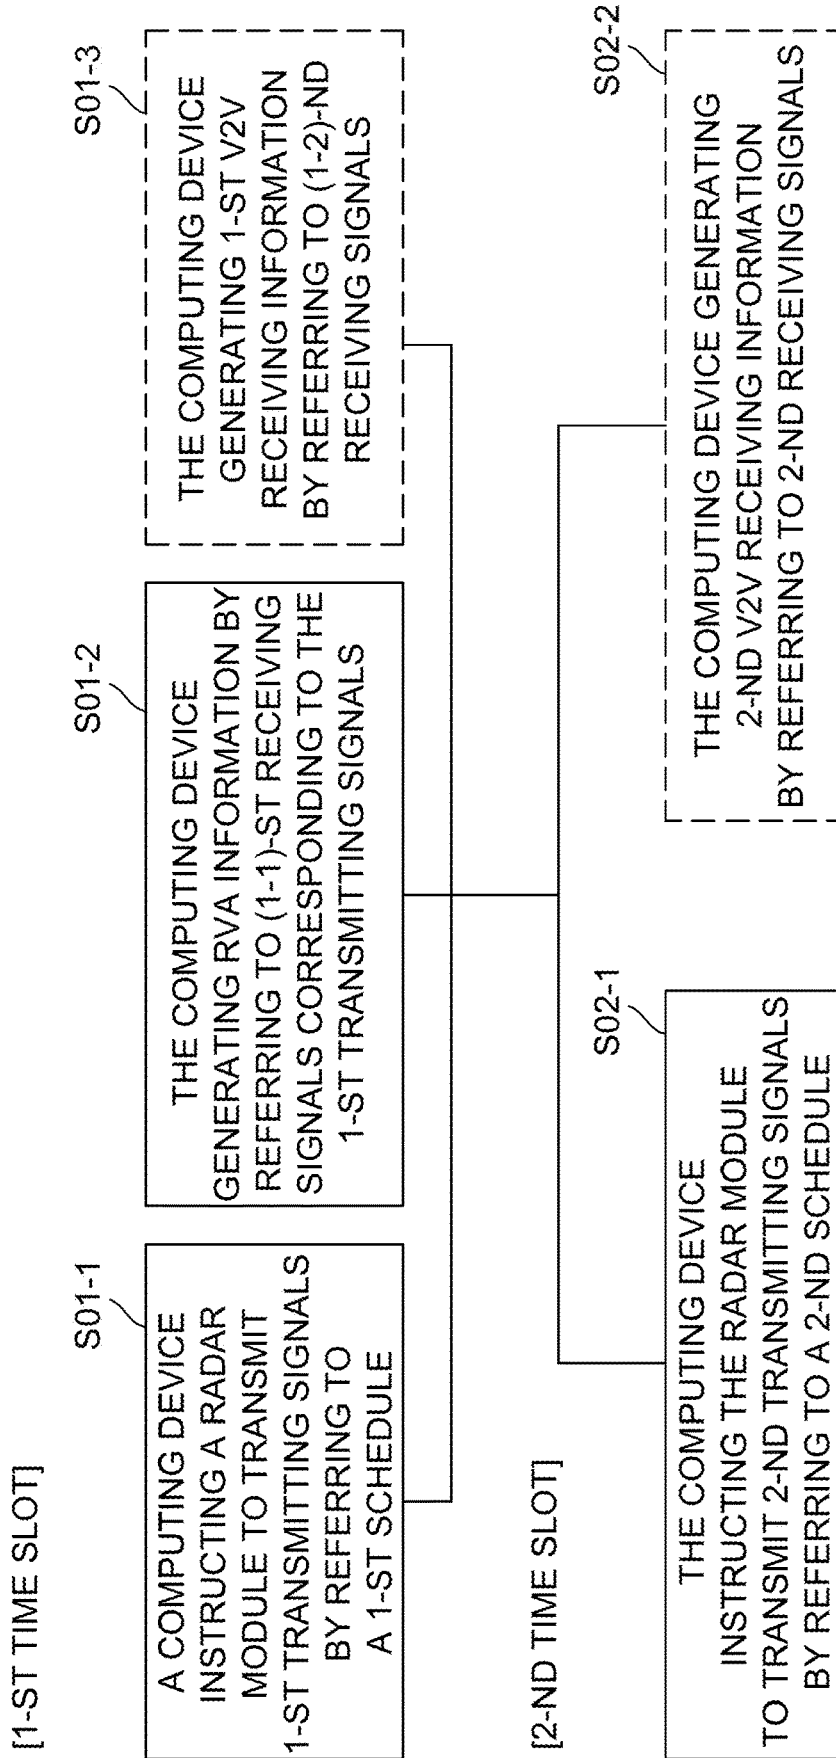 [1-ST TIME SLOT]
S01-1
A COMPUTING DEVICE
INSTRUCTING A RADAR
MODULE TO TRANSMIT
1-ST TRANSMITTING SIGNALS
BY REFERRING TO
A 1-ST SCHEDULE
S01-2
THE COMPUTING DEVICE
GENERATING RVA INFORMATION BY
REFERRING TO (1-1)-ST RECEIVING
SIGNALS CORRESPONDING TO THE
1-ST TRANSMITTING SIGNALS
S01-3
THE COMPUTING DEVICE
GENERATING 1-ST V2V
RECEIVING INFORMATION
BY REFERRING TO (1-2)-ND
RECEIVING SIGNALS
[2-ND TIME SLOT]
S02-1
THE COMPUTING DEVICE
INSTRUCTING THE RADAR MODULE
TO TRANSMIT 2-ND TRANSMITTING SIGNALS
BY REFERRING TO A 2-ND SCHEDULE
S02-2
THE COMPUTING DEVICE GENERATING
2-ND V2V RECEIVING INFORMATION
BY REFERRING TO 2-ND RECEIVING SIGNALS